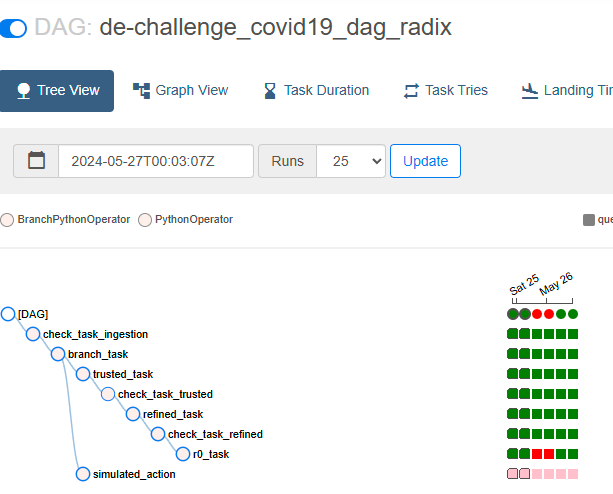 DAG: de-challenge_covid19_dag_radix
Tree View Graph View Task Duration Task Tries Landing Tir
2024-05-27T00:03:07Z Runs 25 Update
BranchPythonOperator PythonOperator que
Sat 25 May 26
[DAG]
check_task_ingestion
branch_task
trusted_task
check_task_trusted
refined_task
check_task_refined
r0_task
simulated_action